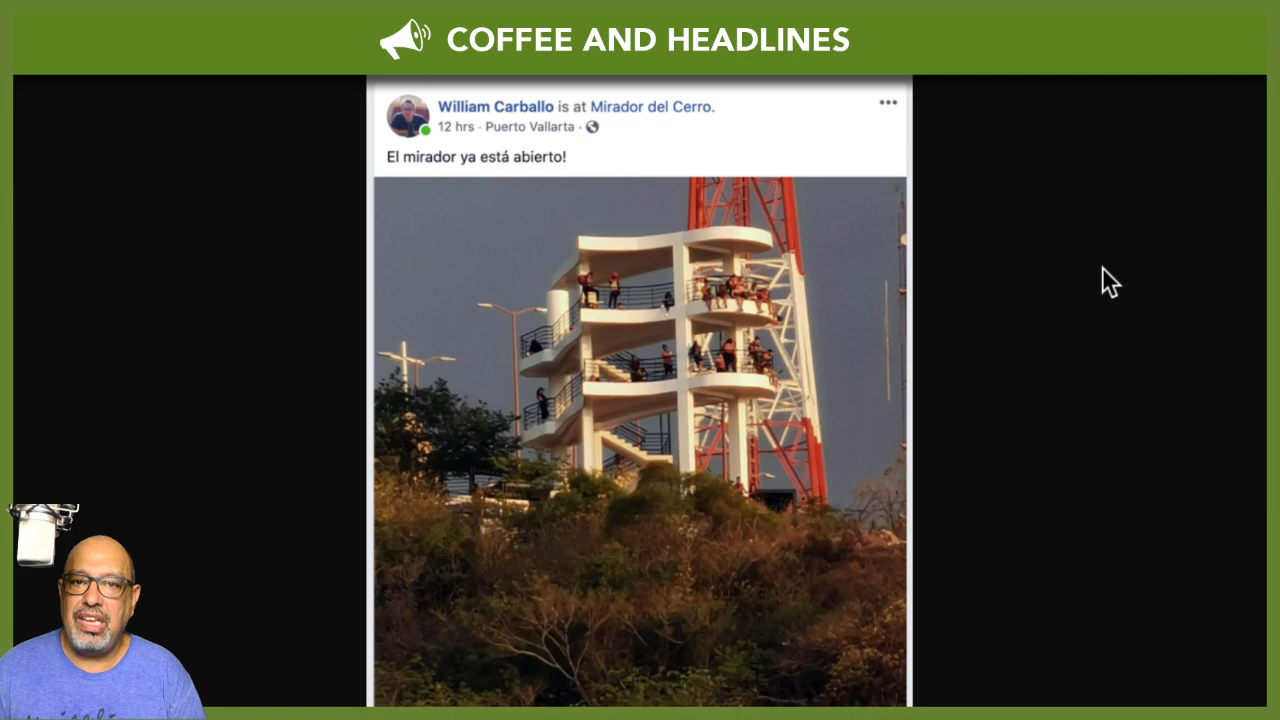 COFFEE AND HEADLINES
William Carballo is at Mirador del Cerro.
12 hrs · Puerto Vallarta ·
El mirador ya está abierto!